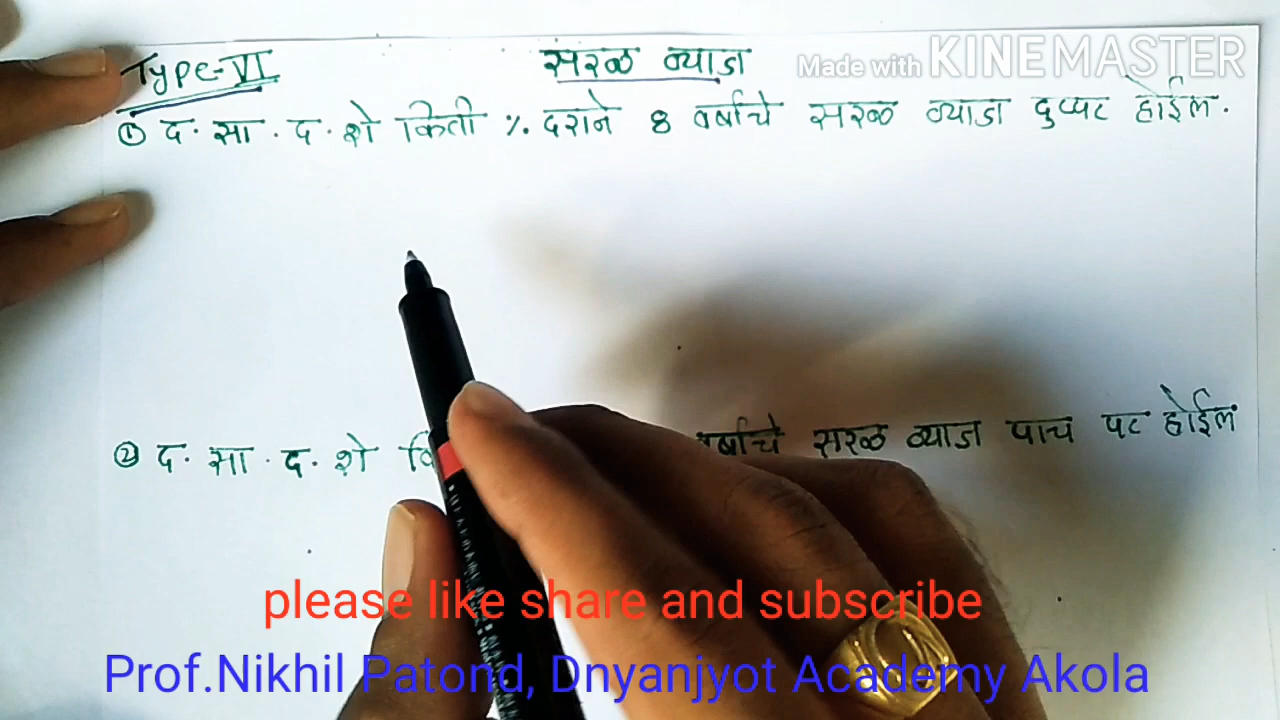 Type-VI सरळ व्याज
Made with KINEMASTER
① द. सा. द. शे किती % दराने 8 वर्षाचे सरळ व्याज दुप्पट होईल.
② द. सा. द. शे वर्षाचे सरळ व्याज पाच पट होईल
please like share and subscribe
Prof.Nikhil Patond, Dnyanjyot Academy Akola